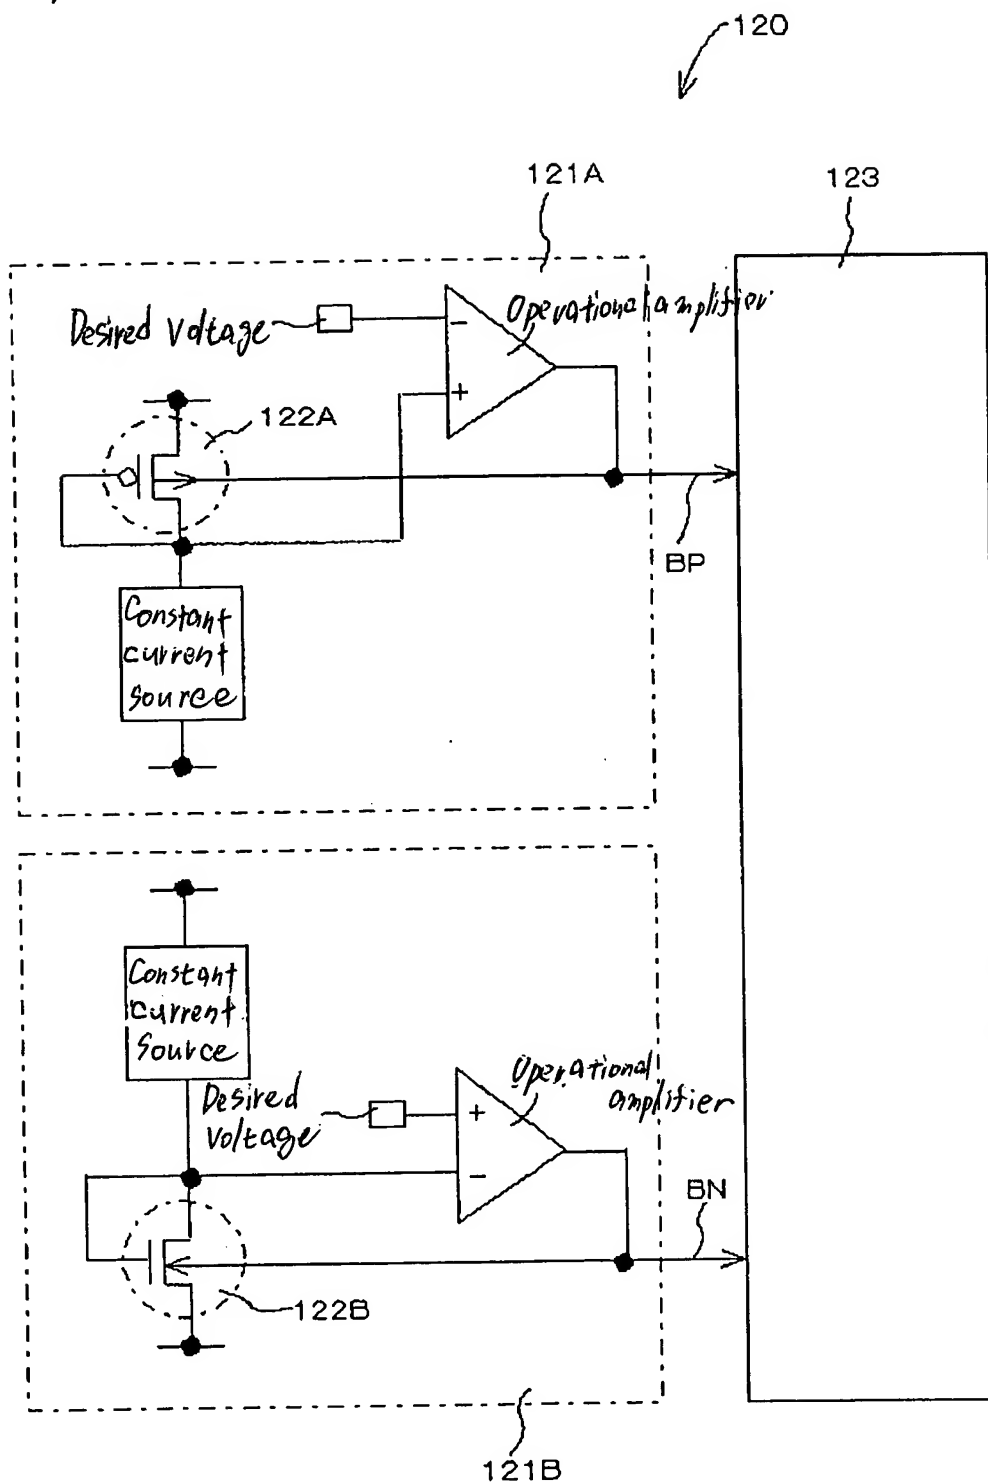 120
121A
123
Desired Voltage
-
Operational amplifier
+
122A
BP
Constant
current
source
Constant
current
source
Desired
voltage
+
Operational
amplifier
-
BN
122B
121B